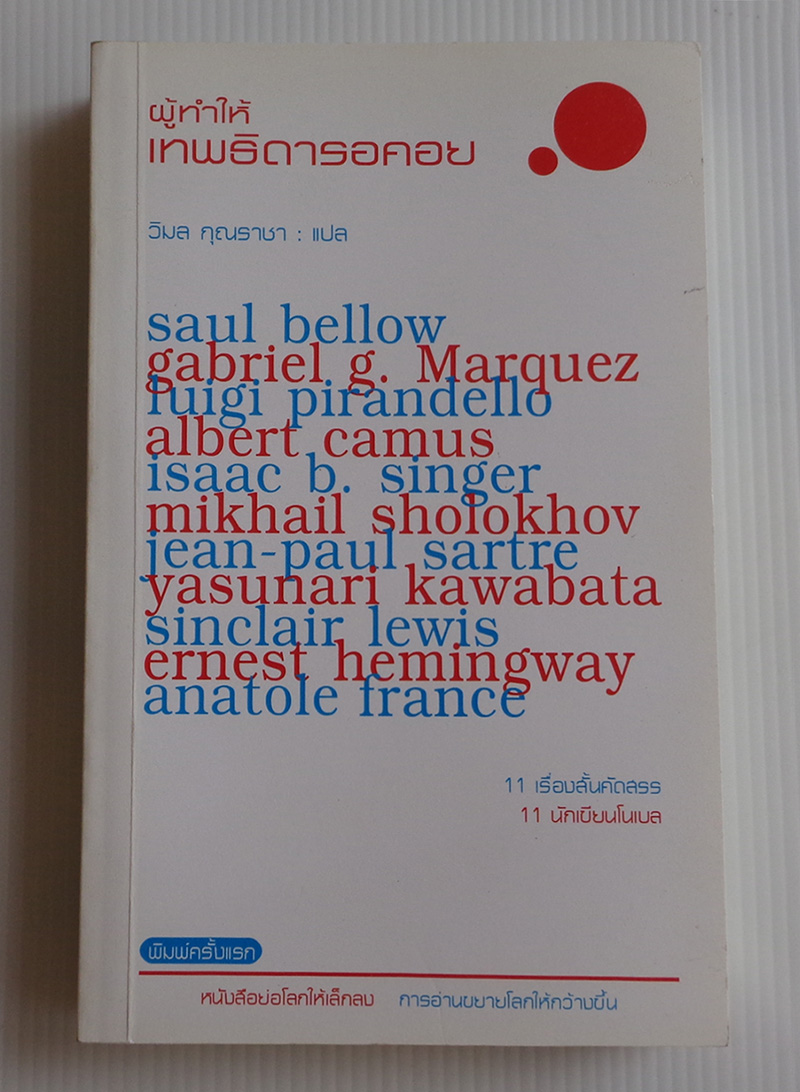 ผู้ทำให้
เทพธิดารอคอย
วิมล กุณราชา : แปล
saul bellow
gabriel g. Marquez
luigi pirandello
albert camus
isaac b. singer
mikhail sholokhov
jean-paul sartre
yasunari kawabata
sinclair lewis
ernest hemingway
anatole france
11 เรื่องสั้นคัดสรร
11 นักเขียนโนเบล
พิมพ์ครั้งแรก
หนังสือย่อโลกให้เล็กลง การอ่านขยายโลกให้กว้างขึ้น